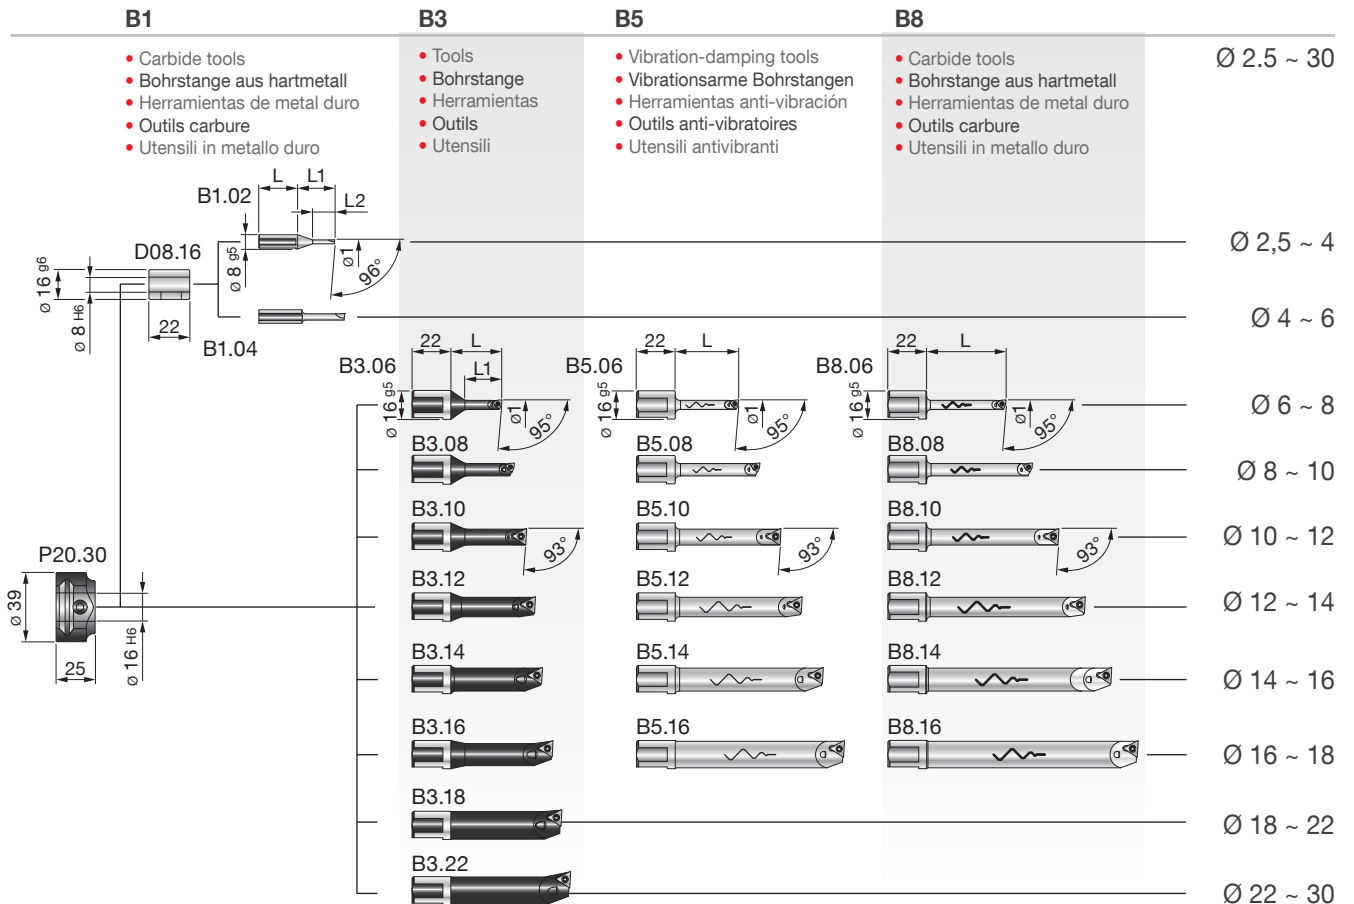 B1 B3 B5 B8
• Carbide tools
• Bohrstange aus hartmetall
• Herramientas de metal duro
• Outils carbure
• Utensili in metallo duro
• Tools
• Bohrstange
• Herramientas
• Outils
• Utensili
• Vibration-damping tools
• Vibrationsarme Bohrstangen
• Herramientas anti-vibración
• Outils anti-vibratoires
• Utensili antivibranti
• Carbide tools
• Bohrstange aus hartmetall
• Herramientas de metal duro
• Outils carbure
• Utensili in metallo duro
Ø 2.5 ~ 30
L L1
B1.02 L2
D08.16
Ø 8 g5
Ø1
96°
Ø 2,5 ~ 4
Ø 16 g6
Ø 8 H6
22
B1.04
Ø 4 ~ 6
22 L
B3.06 L1
Ø 16 g5
Ø1
95°
22 L
B5.06
Ø 16 g5
Ø1
95°
22 L
B8.06
Ø 16 g5
Ø1
95°
Ø 6 ~ 8
B3.08 B5.08 B8.08
Ø 8 ~ 10
B3.10 B5.10 B8.10
93° 93° 93°
Ø 10 ~ 12
P20.30
Ø 39
25
Ø 16 H6
B3.12 B5.12 B8.12
Ø 12 ~ 14
B3.14 B5.14 B8.14
Ø 14 ~ 16
B3.16 B5.16 B8.16
Ø 16 ~ 18
B3.18
Ø 18 ~ 22
B3.22
Ø 22 ~ 30